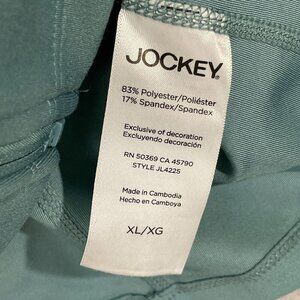 JOCKEY®
83% Polyester/Poliéster
17% Spandex/Spandex
Exclusive of decoration
Excluyendo decoración
RN 50369 CA 45790
STYLE JL4225
Made in Cambodia
Hecho en Camboya
XL/XG